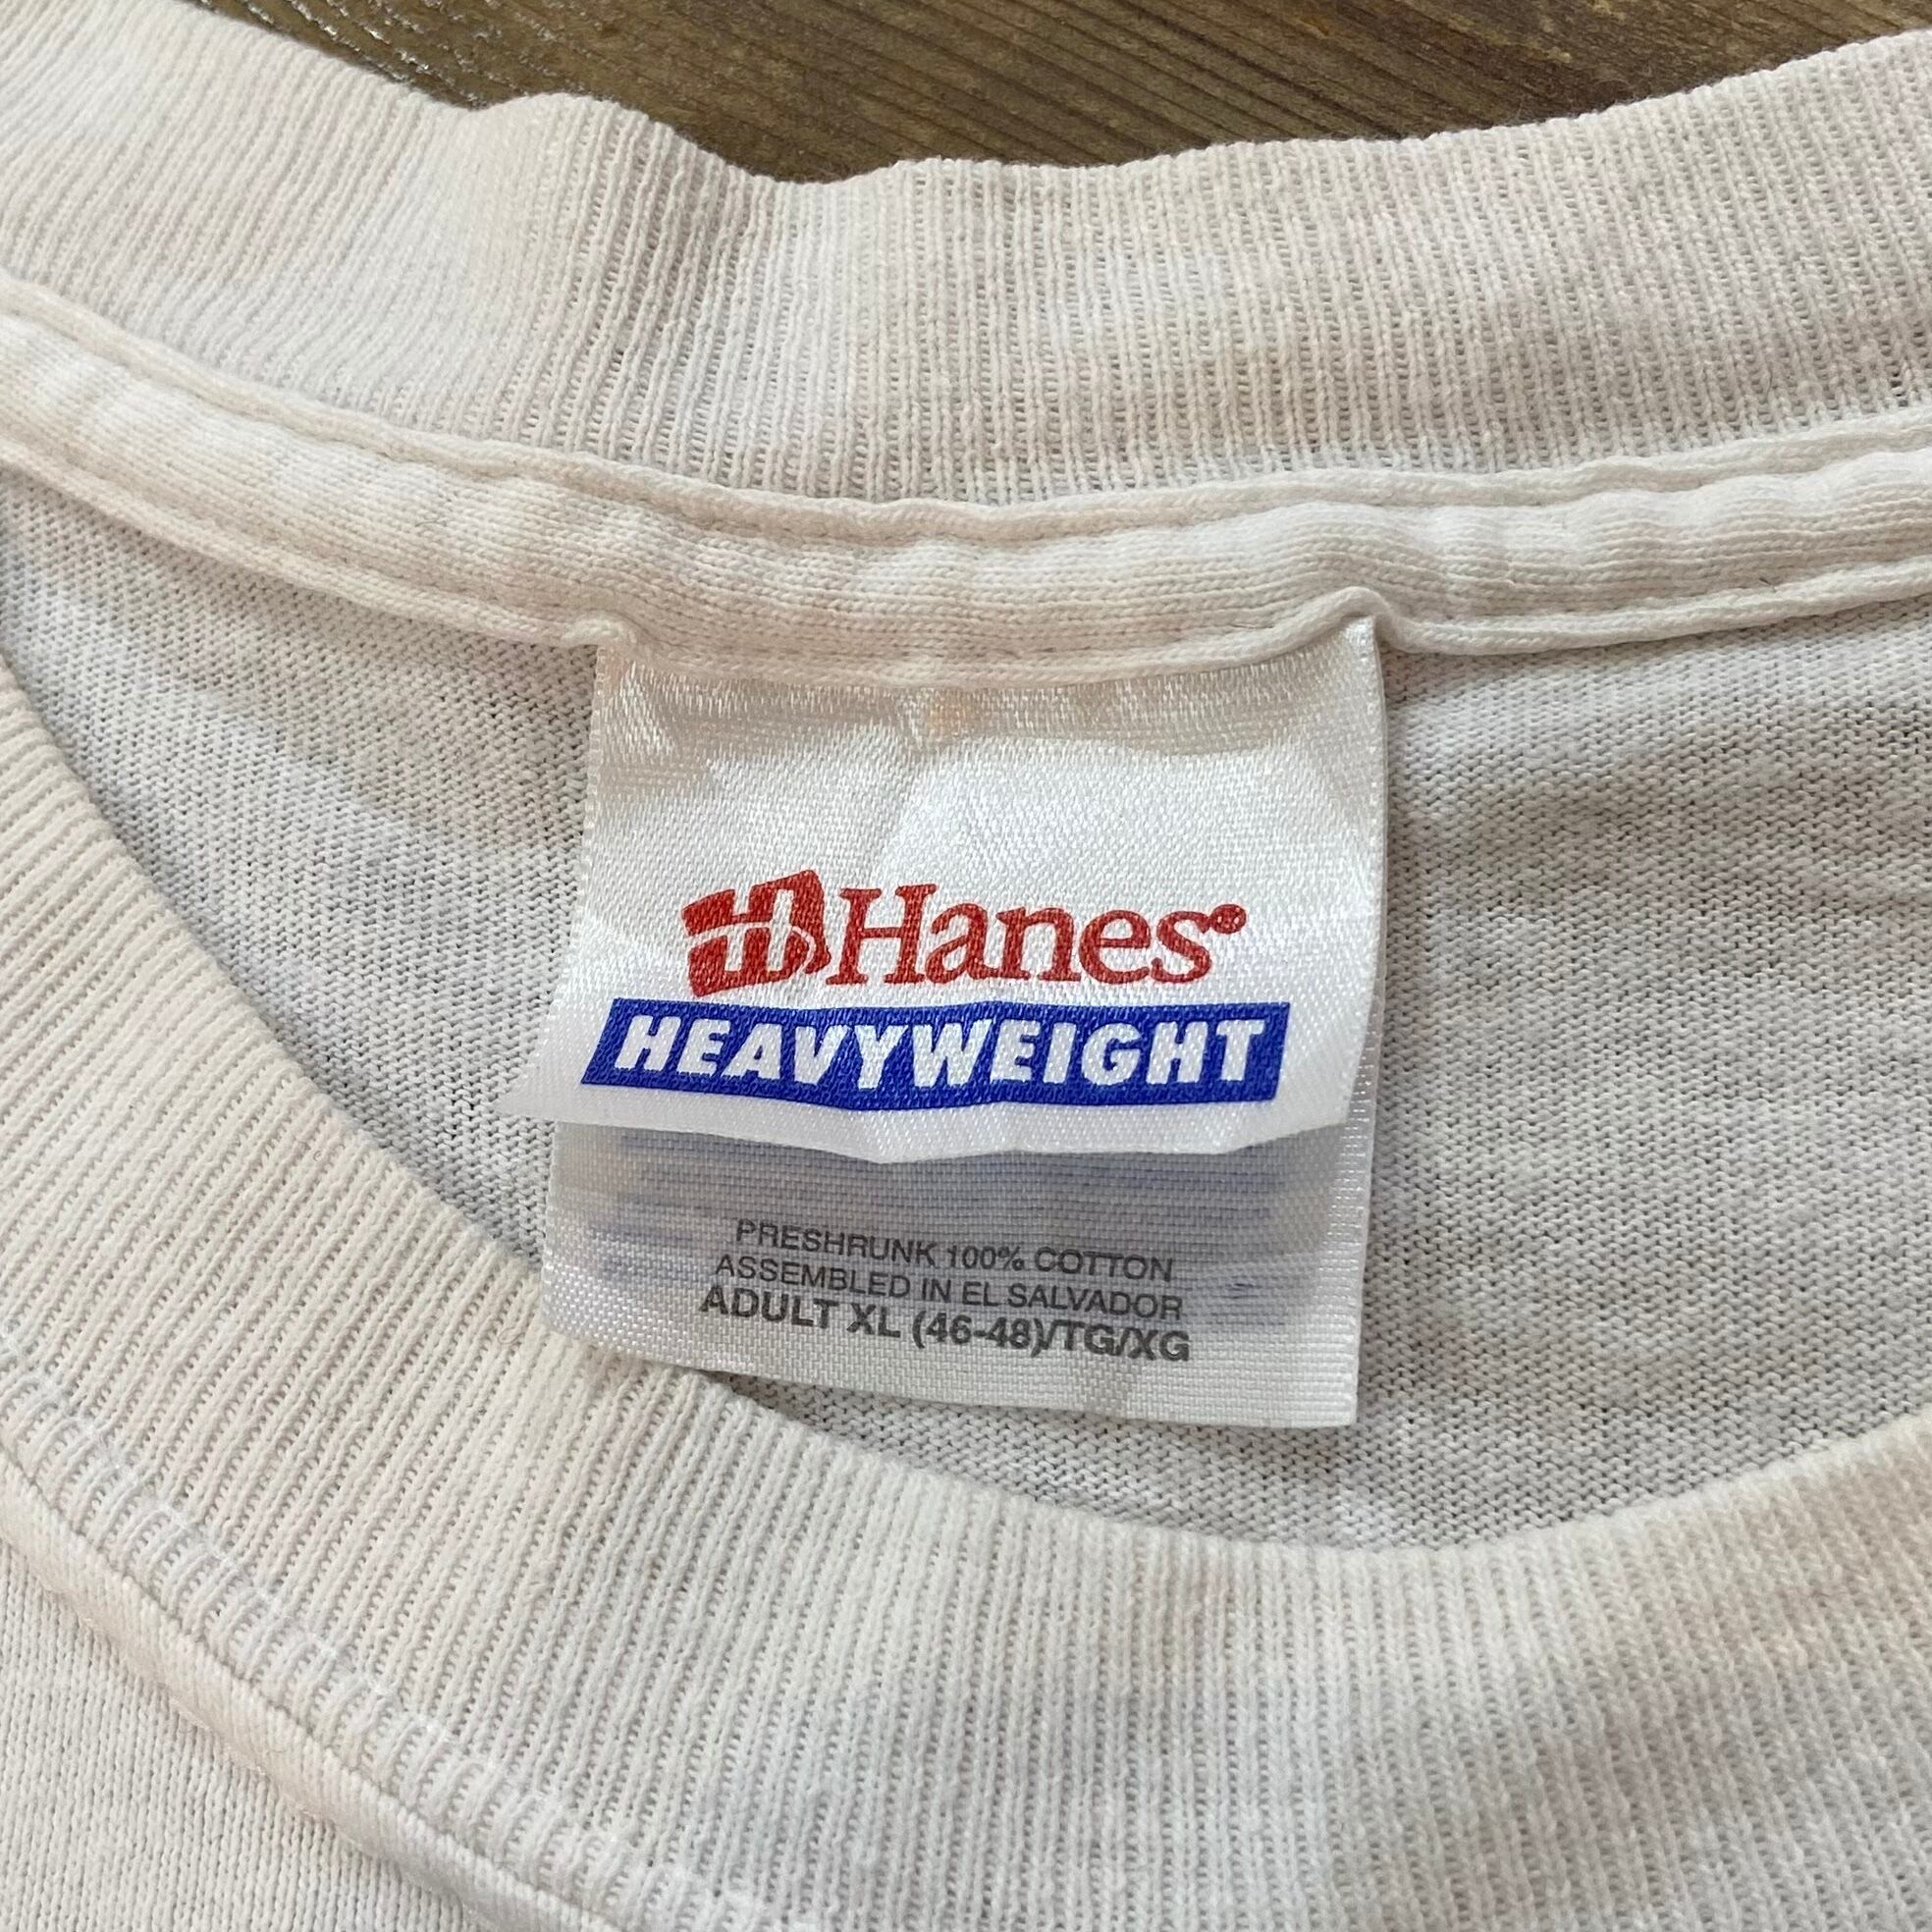 Hanes
HEAVYWEIGHT
PRESHRUNK 100% COTTON
ASSEMBLED IN EL SALVADOR
ADULT XL (46-48)/TG/XG